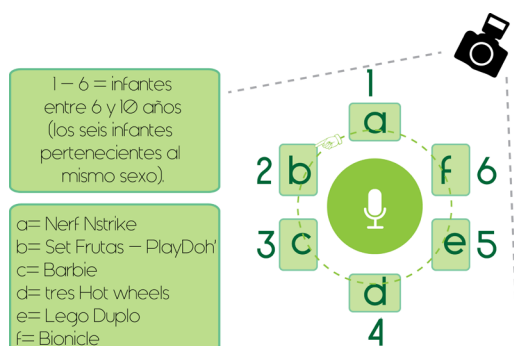 1 – 6 = infantes
entre 6 y 10 años
(los seis infantes
pertenecientes al
mismo sexo).
a= Nerf Nstrike
b= Set Frutas – PlayDoh'
c= Barbie
d= tres Hot wheels
e= Lego Duplo
f= Bionicle
1
a
2 b
f 6
3 c
e 5
d
4